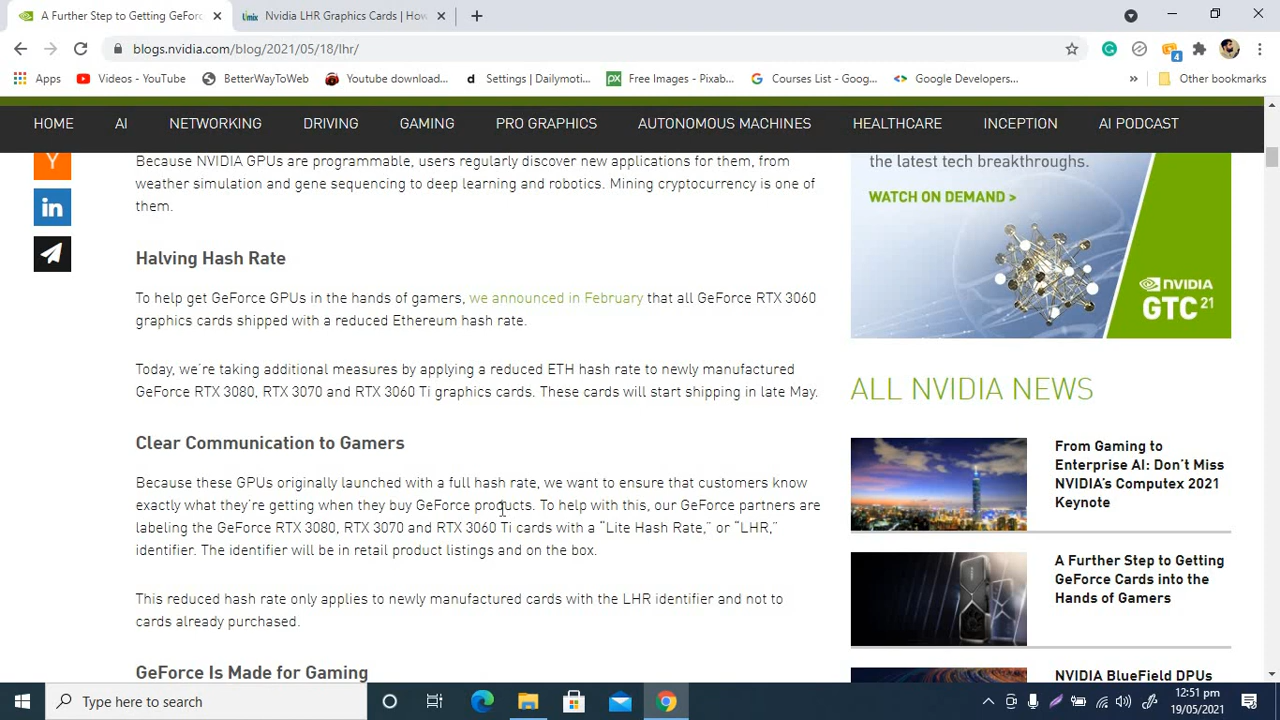 A Further Step to Getting GeForc
Nvidia LHR Graphics Cards | How
blogs.nvidia.com/blog/2021/05/18/lhr/
4
Apps
Videos - YouTube
BetterWayToWeb
Youtube download...
d Settings | Dailymoti...
px Free Images - Pixab...
Courses List - Goog...
Google Developers...
»
Other bookmarks
HOME
AI
NETWORKING
DRIVING
GAMING
PRO GRAPHICS
AUTONOMOUS MACHINES
HEALTHCARE
INCEPTION
AI PODCAST
Y
in
Because NVIDIA GPUs are programmable, users regularly discover new applications for them, from
weather simulation and gene sequencing to deep learning and robotics. Mining cryptocurrency is one of
them.
Halving Hash Rate
To help get GeForce GPUs in the hands of gamers, we announced in February that all GeForce RTX 3060
graphics cards shipped with a reduced Ethereum hash rate.
Today, we’re taking additional measures by applying a reduced ETH hash rate to newly manufactured
GeForce RTX 3080, RTX 3070 and RTX 3060 Ti graphics cards. These cards will start shipping in late May.
Clear Communication to Gamers
Because these GPUs originally launched with a full hash rate, we want to ensure that customers know
exactly what they’re getting when they buy GeForce products. To help with this, our GeForce partners are
labeling the GeForce RTX 3080, RTX 3070 and RTX 3060 Ti cards with a “Lite Hash Rate,” or “LHR,”
identifier. The identifier will be in retail product listings and on the box.
This reduced hash rate only applies to newly manufactured cards with the LHR identifier and not to
cards already purchased.
GeForce Is Made for Gaming
the latest tech breakthroughs.
WATCH ON DEMAND >
NVIDIA
GTC 21
ALL NVIDIA NEWS
From Gaming to
Enterprise AI: Don’t Miss
NVIDIA’s Computex 2021
Keynote
A Further Step to Getting
GeForce Cards into the
Hands of Gamers
NVIDIA BlueField DPUs
Type here to search
12:51 pm
19/05/2021